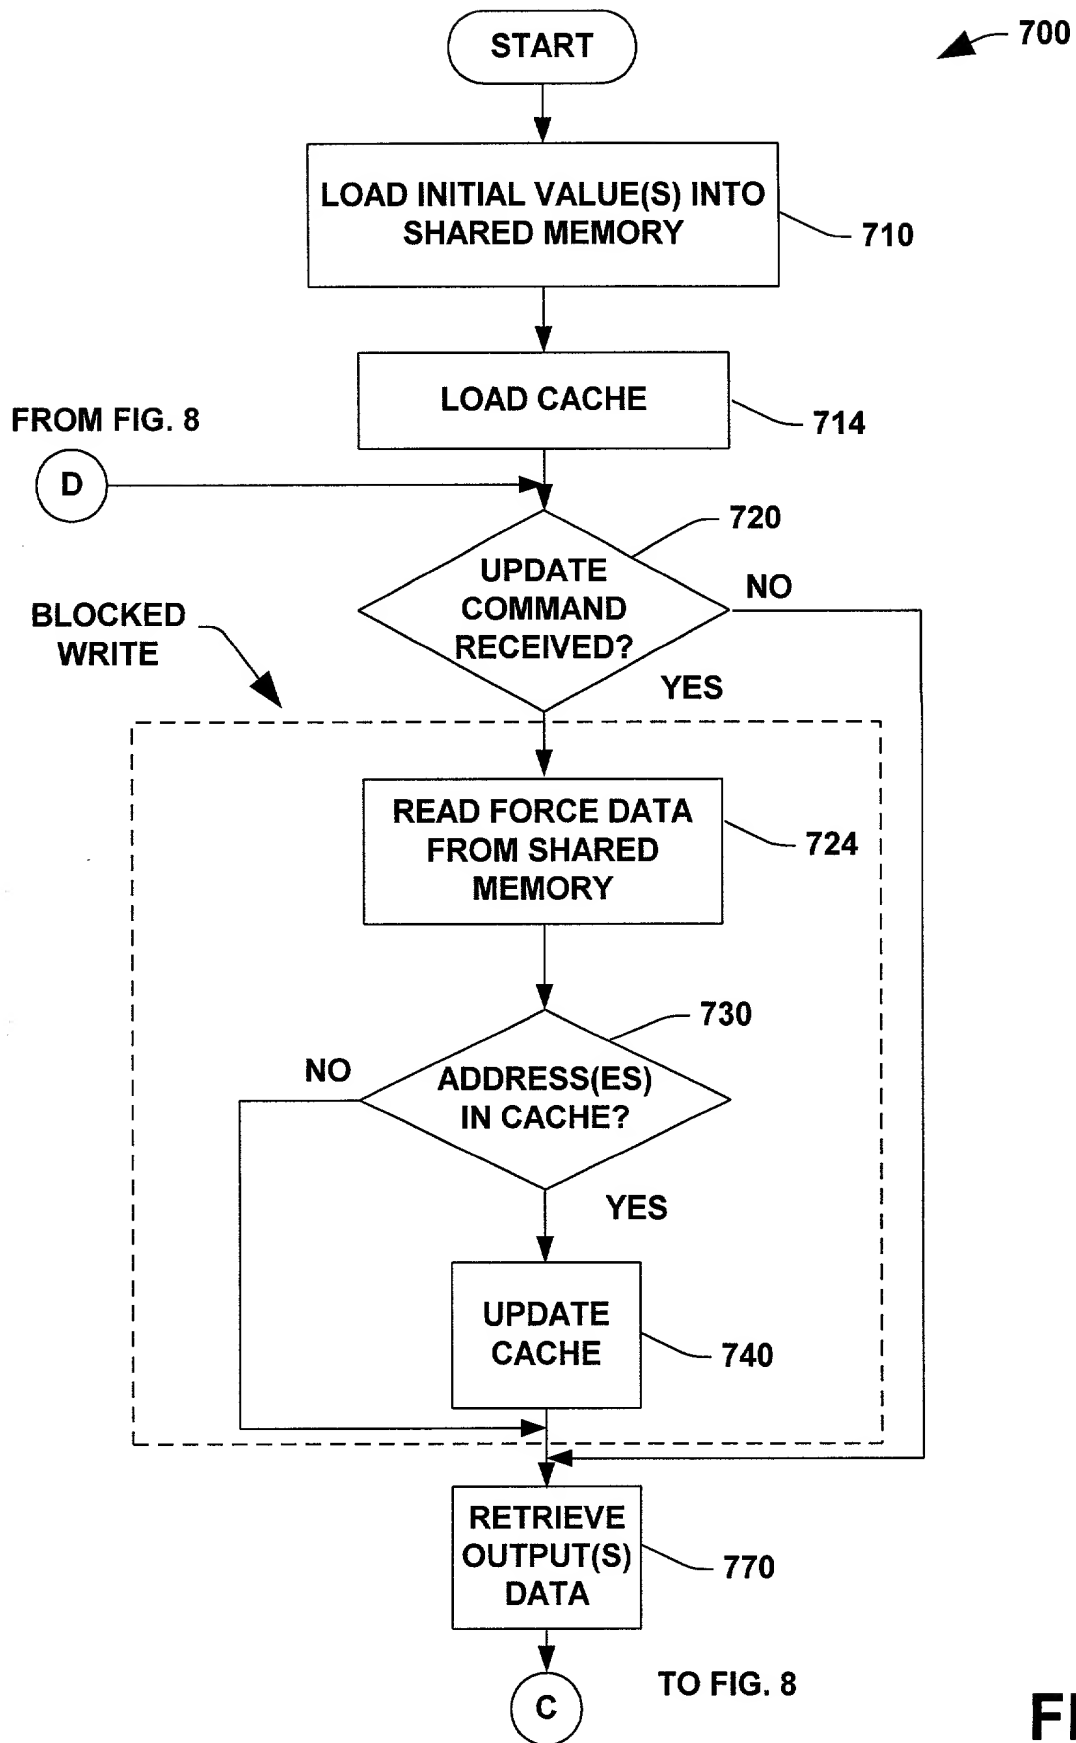 START
700
LOAD INITIAL VALUE(S) INTO
SHARED MEMORY
710
LOAD CACHE
714
FROM FIG. 8
D
720
UPDATE
COMMAND
RECEIVED?
NO
BLOCKED
WRITE
YES
READ FORCE DATA
FROM SHARED
MEMORY
724
730
NO
ADDRESS(ES)
IN CACHE?
YES
UPDATE
CACHE
740
RETRIEVE
OUTPUT(S)
DATA
770
TO FIG. 8
C